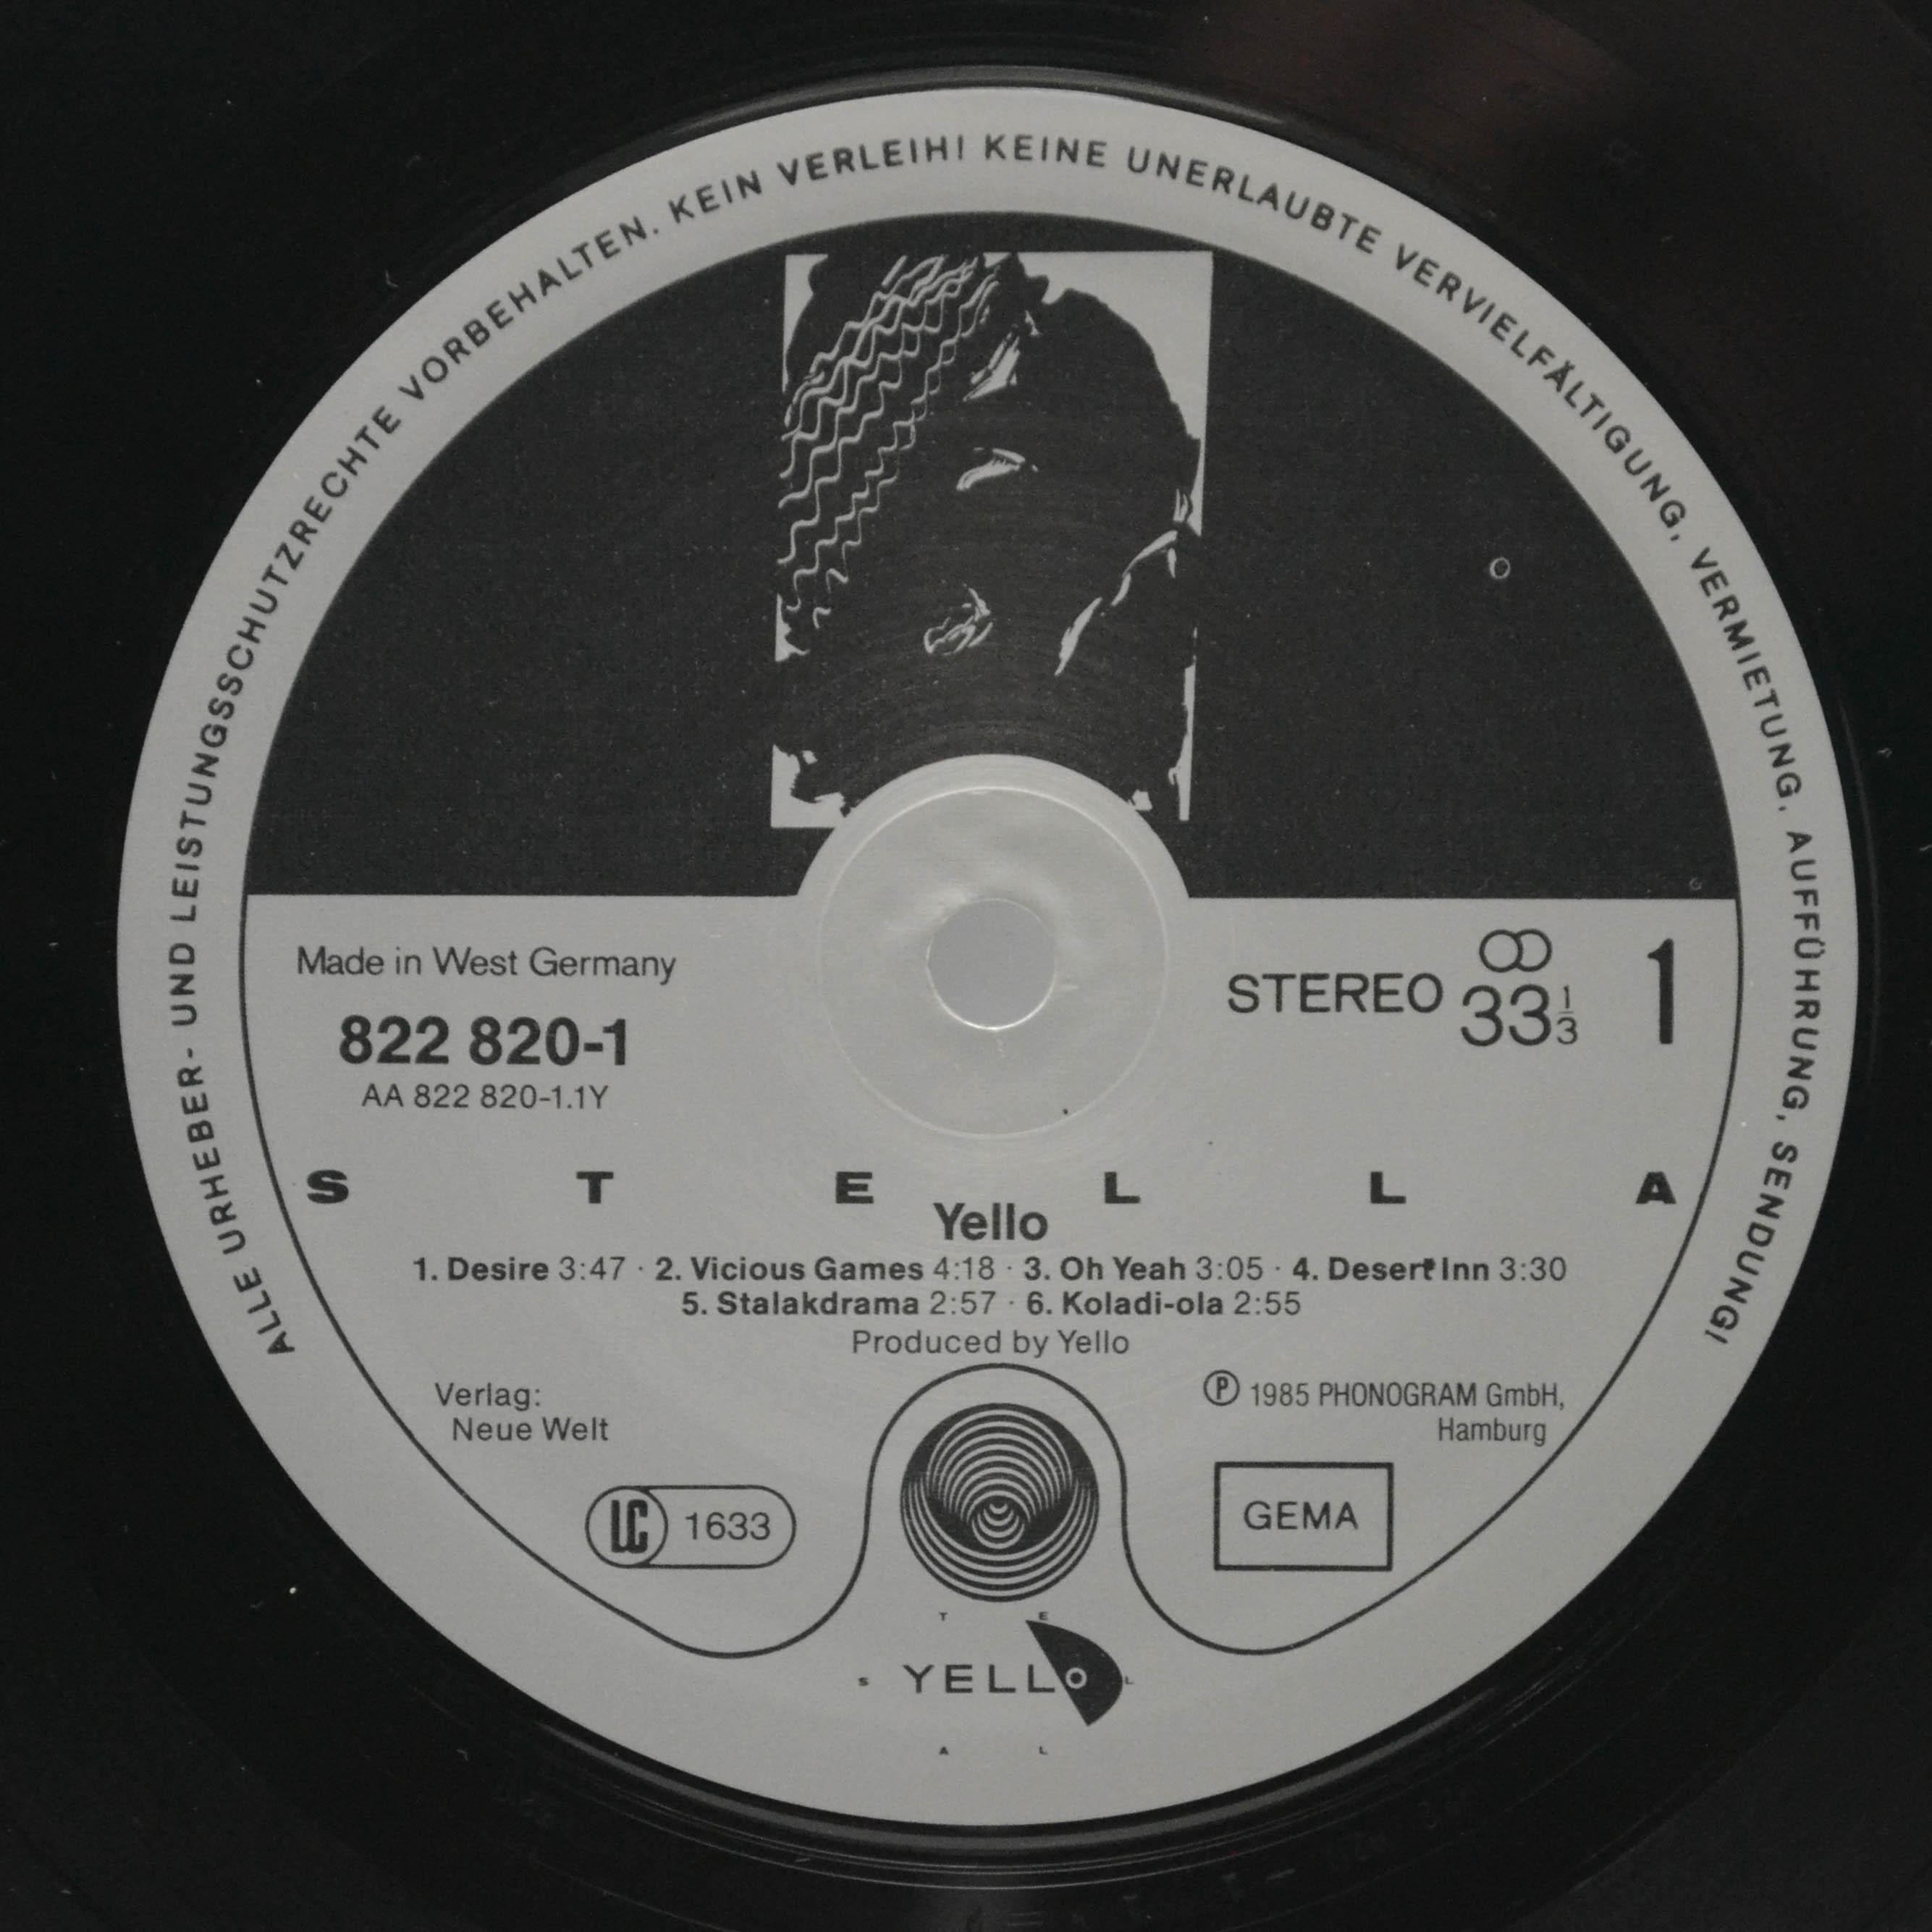 ALLE URHEBER- UND LEISTUNGSSCHUTZRECHTE VORBEHALTEN. KEIN VERLEIH! KEINE UNERLAUBTE VERVIELFÄLTIGUNG, VERMIETUNG, AUFFÜHRUNG, SENDUNG!
Made in West Germany
822 820-1
AA 822 820-1.1Y
STEREO 33 1/3
1
S T E L L A
Yello
1. Desire 3:47 · 2. Vicious Games 4:18 · 3. Oh Yeah 3:05 · 4. Desert Inn 3:30
5. Stalakdrama 2:57 · 6. Koladi-ola 2:55
Produced by Yello
Verlag:
Neue Welt
℗ 1985 PHONOGRAM GmbH,
Hamburg
LC 1633
GEMA
S T E L L A
YELLO